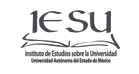 IESU
Instituto de Estudios sobre la Universidad
Universidad Autónoma del Estado de México